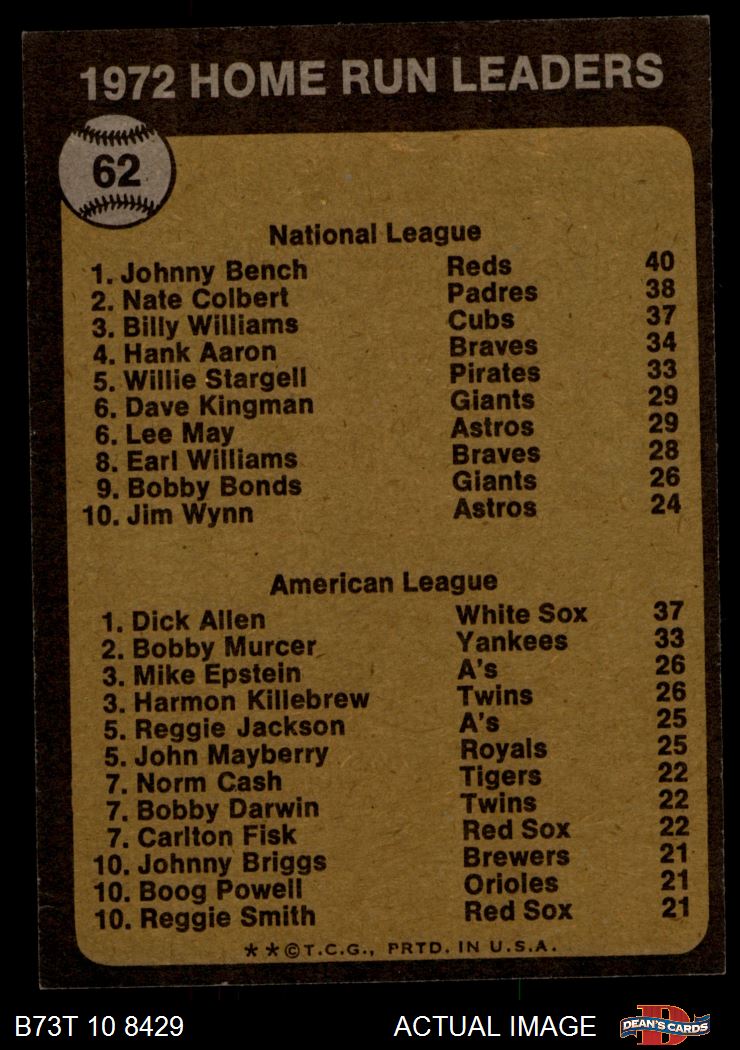 1972 HOME RUN LEADERS
62
National League
1. Johnny Bench Reds 40
2. Nate Colbert Padres 38
3. Billy Williams Cubs 37
4. Hank Aaron Braves 34
5. Willie Stargell Pirates 33
6. Dave Kingman Giants 29
6. Lee May Astros 29
8. Earl Williams Braves 28
9. Bobby Bonds Giants 26
10. Jim Wynn Astros 24
American League
1. Dick Allen White Sox 37
2. Bobby Murcer Yankees 33
3. Mike Epstein A's 26
3. Harmon Killebrew Twins 26
5. Reggie Jackson A's 25
5. John Mayberry Royals 25
7. Norm Cash Tigers 22
7. Bobby Darwin Twins 22
7. Carlton Fisk Red Sox 22
10. Johnny Briggs Brewers 21
10. Boog Powell Orioles 21
10. Reggie Smith Red Sox 21
**©T.C.G., PRTD. IN U.S.A.
B73T 10 8429 ACTUAL IMAGE
D
DEAN'S CARDS